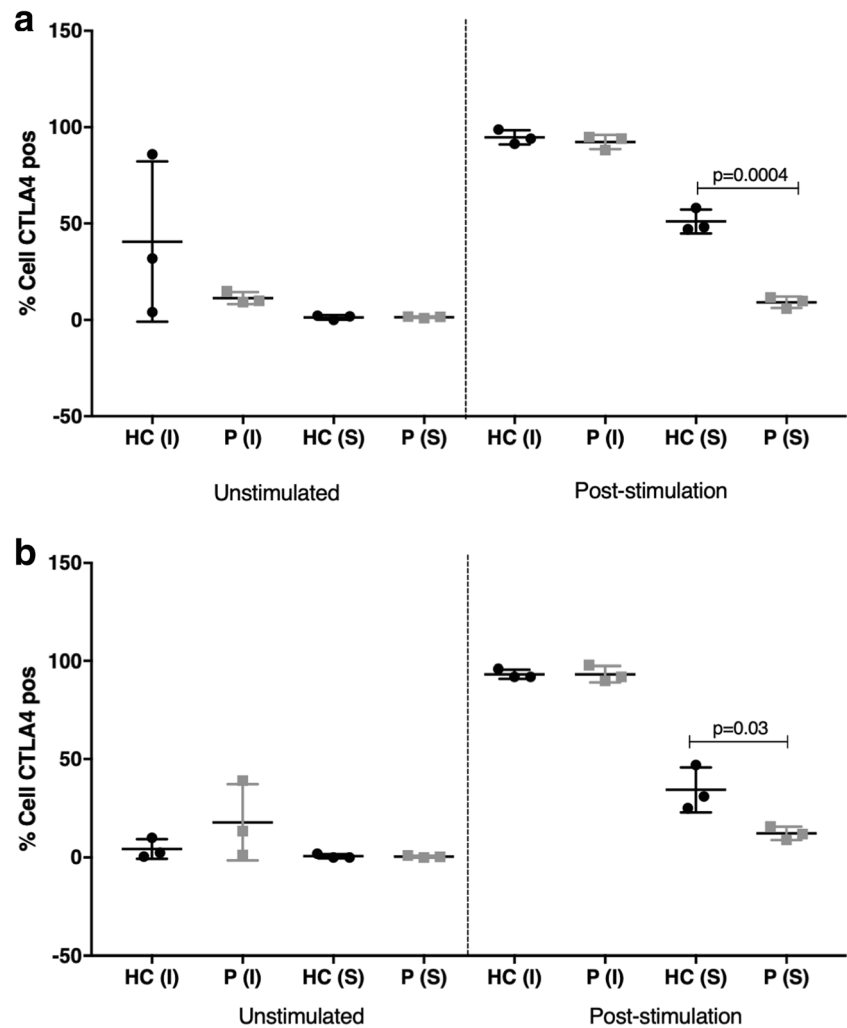 a
% Cell CTLA4 pos
150
100
50
0
-50
p=0.0004
HC (I) P (I) HC (S) P (S) HC (I) P (I) HC (S) P (S)
Unstimulated Post-stimulation
b
% Cell CTLA4 pos
150
100
50
0
-50
p=0.03
HC (I) P (I) HC (S) P (S) HC (I) P (I) HC (S) P (S)
Unstimulated Post-stimulation